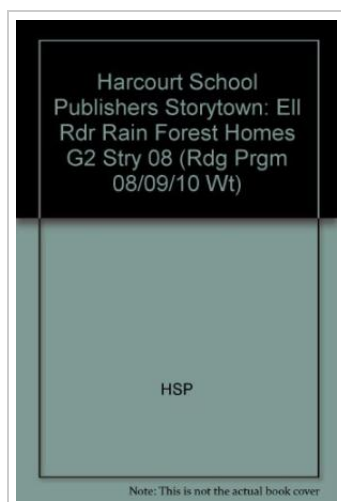 Harcourt School
Publishers Storytown: Ell
Rdr Rain Forest Homes
G2 Stry 08 (Rdg Prgm
08/09/10 Wt)
HSP
Note: This is not the actual book cover